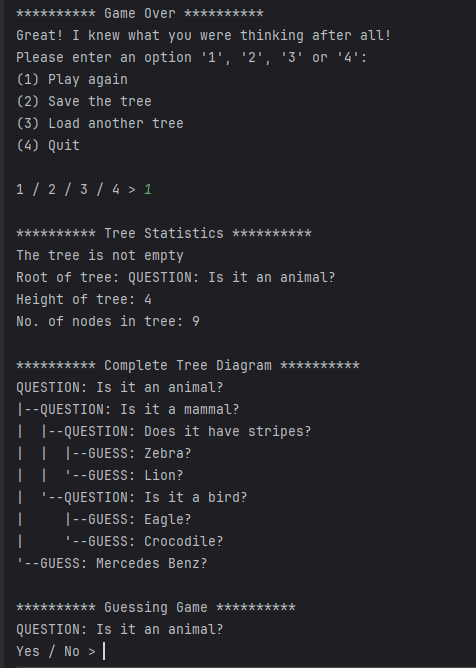 ********** Game Over **********
Great! I knew what you were thinking after all!
Please enter an option '1', '2', '3' or '4':
(1) Play again
(2) Save the tree
(3) Load another tree
(4) Quit
1 / 2 / 3 / 4 > 1
********** Tree Statistics **********
The tree is not empty
Root of tree: QUESTION: Is it an animal?
Height of tree: 4
No. of nodes in tree: 9
********** Complete Tree Diagram **********
QUESTION: Is it an animal?
|--QUESTION: Is it a mammal?
|  |--QUESTION: Does it have stripes?
|  |  |--GUESS: Zebra?
|  |  '--GUESS: Lion?
|  '--QUESTION: Is it a bird?
|     |--GUESS: Eagle?
|     '--GUESS: Crocodile?
'--GUESS: Mercedes Benz?
********** Guessing Game **********
QUESTION: Is it an animal?
Yes / No >